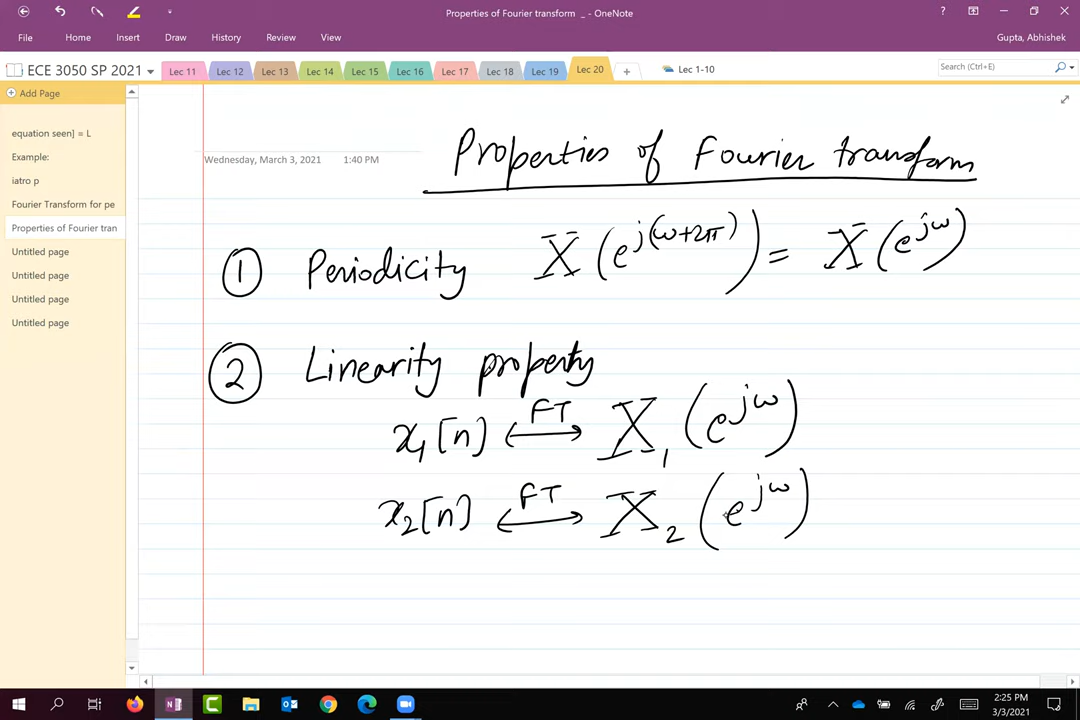 Properties of Fourier transform _ - OneNote
?
File Home Insert Draw History Review View
Gupta, Abhishek
ECE 3050 SP 2021
Lec 11 Lec 12 Lec 13 Lec 14 Lec 15 Lec 16 Lec 17 Lec 18 Lec 19 Lec 20 + Lec 1-10
Search (Ctrl+E)
Add Page
equation seen] = L
Example:
iatro p
Fourier Transform for pe
Properties of Fourier tran
Untitled page
Untitled page
Untitled page
Untitled page
Wednesday, March 3, 2021 1:40 PM
Properties of Fourier transform
① Periodicity X(e^{j(ω+2π)}) = X(e^{jω})
② Linearity property
x₁[n] ⟷ FT X₁(e^{jω})
x₂[n] ⟷ FT X₂(e^{jω})
2:25 PM
3/3/2021